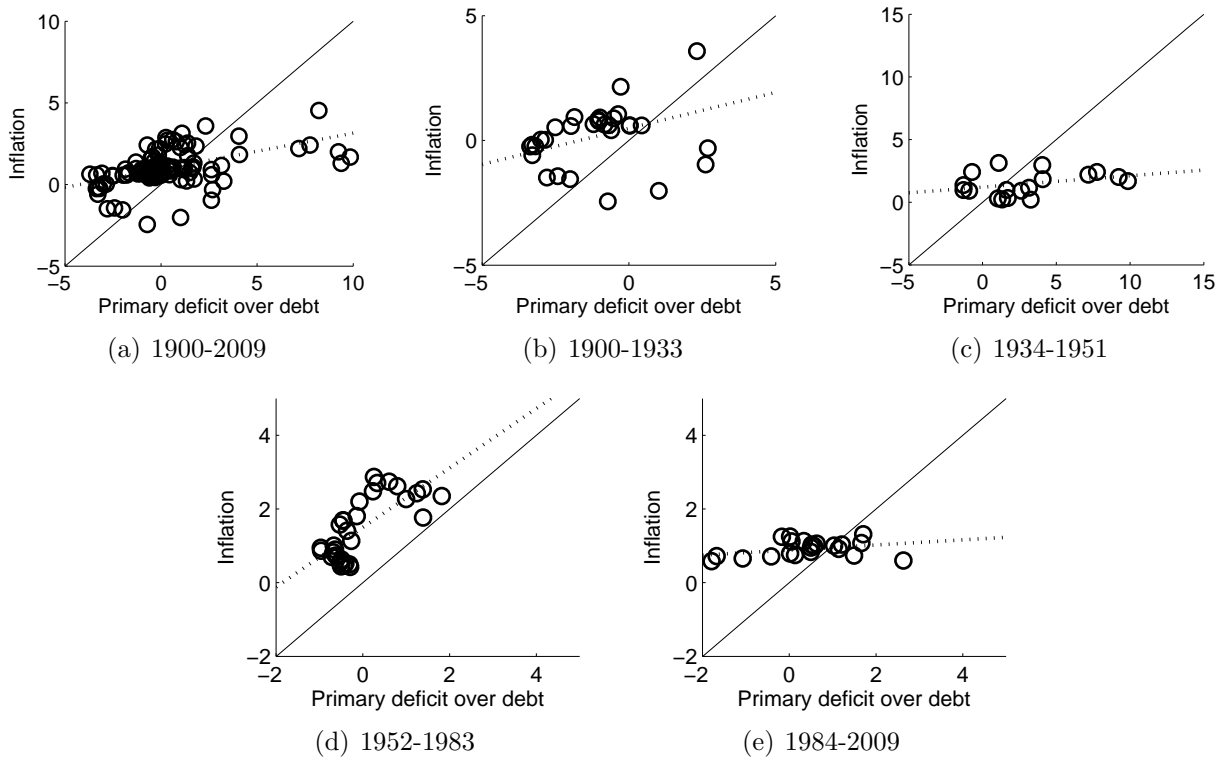 10
5
0
−5
−5
0
5
10
Inflation
Primary deficit over debt
(a) 1900-2009
5
0
−5
−5
0
5
Inflation
Primary deficit over debt
(b) 1900-1933
15
10
5
0
−5
−5
0
5
10
15
Inflation
Primary deficit over debt
(c) 1934-1951
4
2
0
−2
−2
0
2
4
Inflation
Primary deficit over debt
(d) 1952-1983
4
2
0
−2
−2
0
2
4
Inflation
Primary deficit over debt
(e) 1984-2009